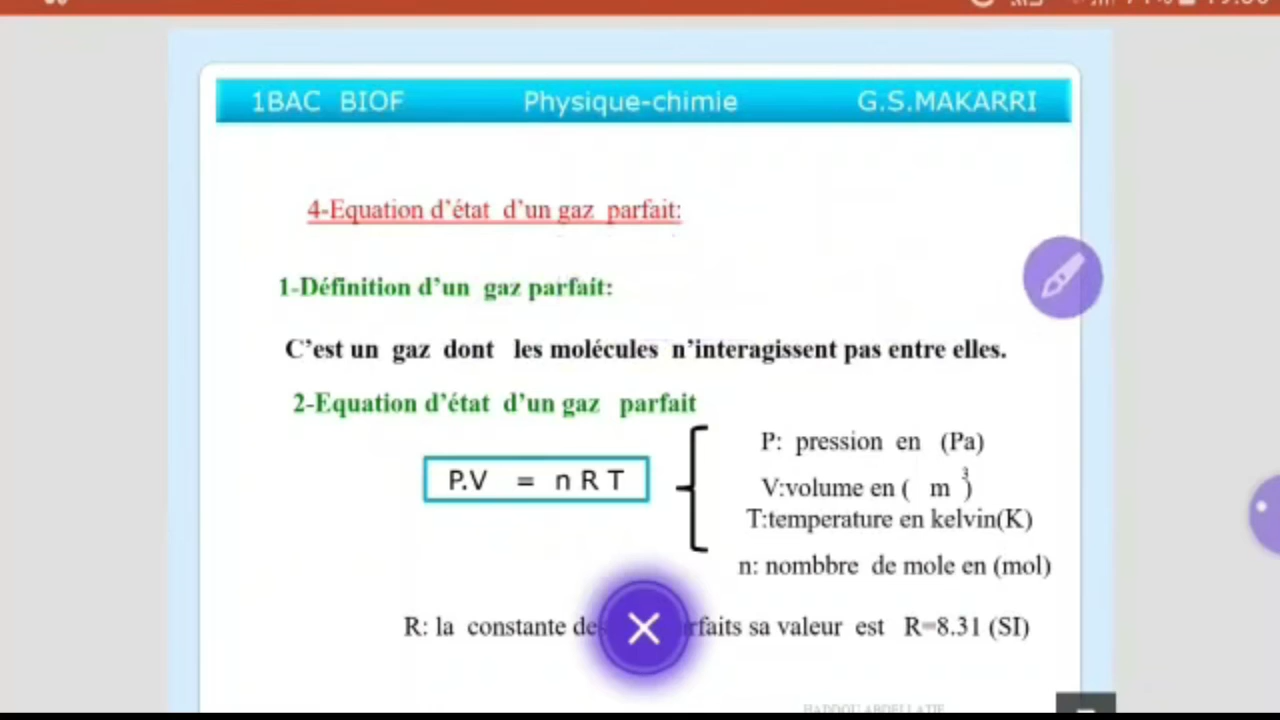 1BAC BIOF Physique-chimie G.S.MAKARRI
4-Equation d'état d'un gaz parfait:
1-Définition d'un gaz parfait:
C'est un gaz dont les molécules n'interagissent pas entre elles.
2-Equation d'état d'un gaz parfait
P: pression en (Pa)
P.V = n R T
V:volume en ( m 3)
T:temperature en kelvin(K)
n: nombbre de mole en (mol)
R: la constante de rfaits sa valeur est R=8.31 (SI)